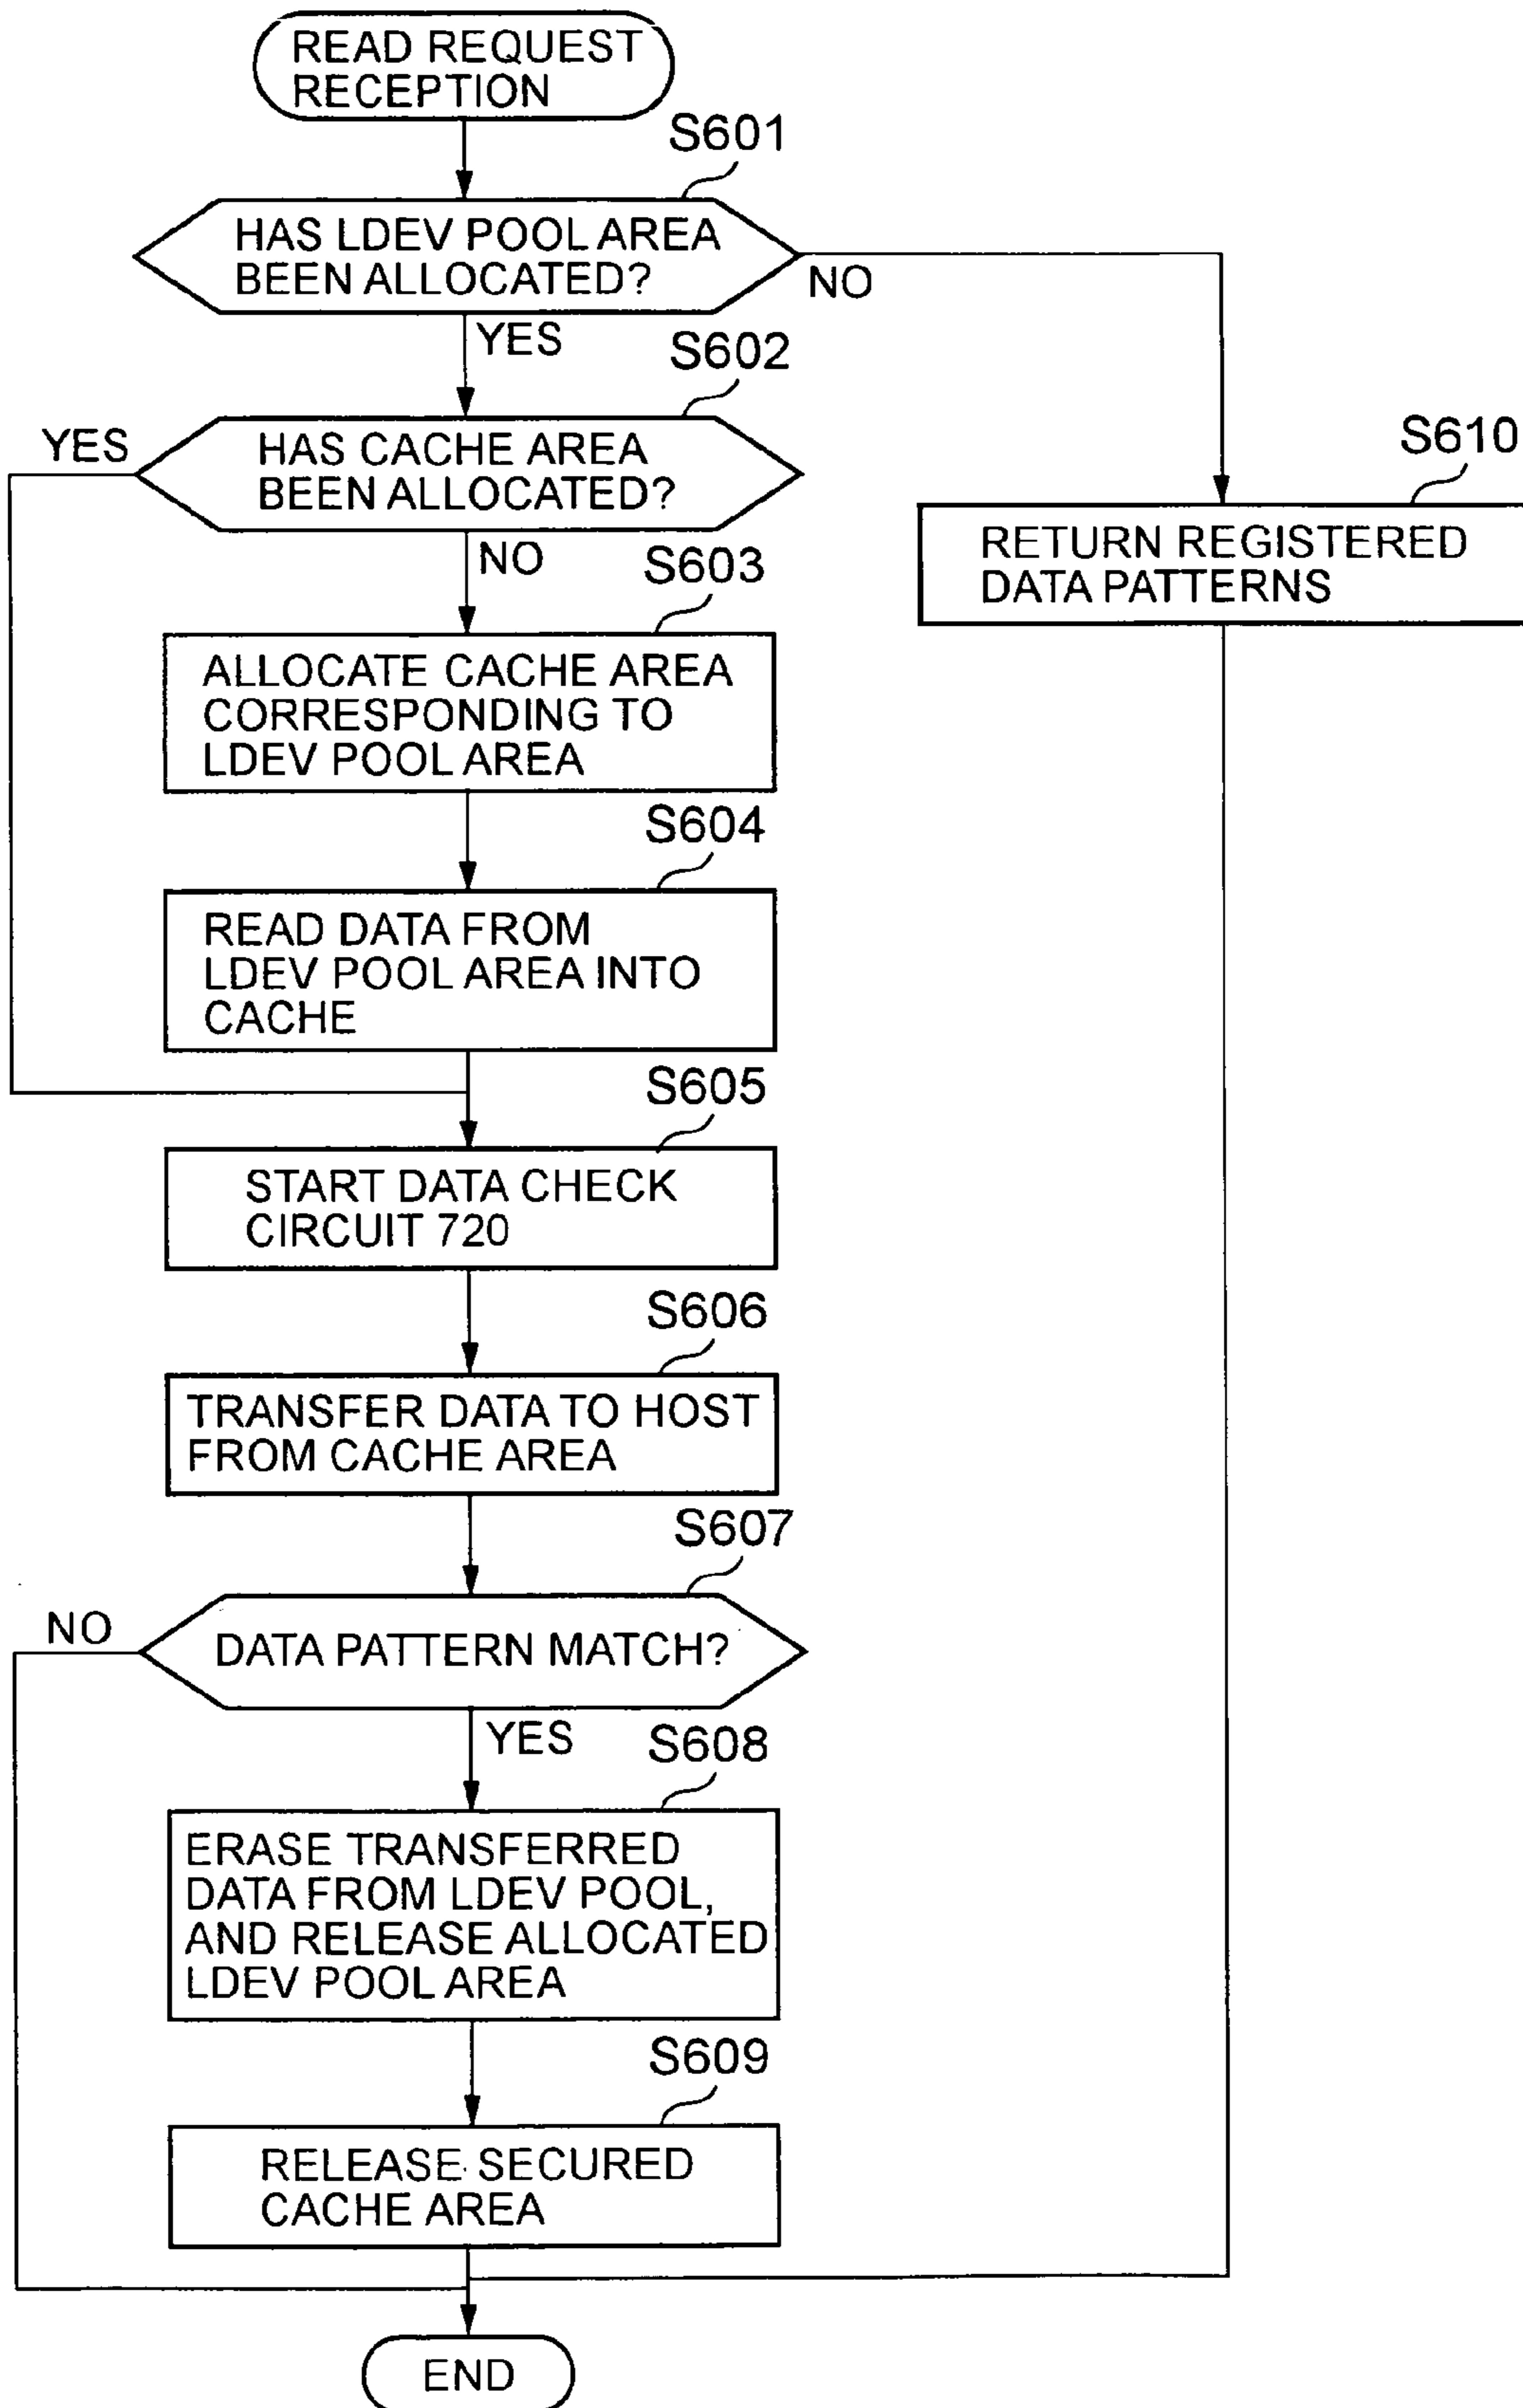 READ REQUEST
RECEPTION
S601
HAS LDEV POOL AREA
BEEN ALLOCATED?
NO
YES
S602
YES
HAS CACHE AREA
BEEN ALLOCATED?
S610
RETURN REGISTERED
DATA PATTERNS
NO
S603
ALLOCATE CACHE AREA
CORRESPONDING TO
LDEV POOL AREA
S604
READ DATA FROM
LDEV POOL AREA INTO
CACHE
S605
START DATA CHECK
CIRCUIT 720
S606
TRANSFER DATA TO HOST
FROM CACHE AREA
S607
NO
DATA PATTERN MATCH?
YES
S608
ERASE TRANSFERRED
DATA FROM LDEV POOL,
AND RELEASE ALLOCATED
LDEV POOL AREA
S609
RELEASE SECURED
CACHE AREA
END